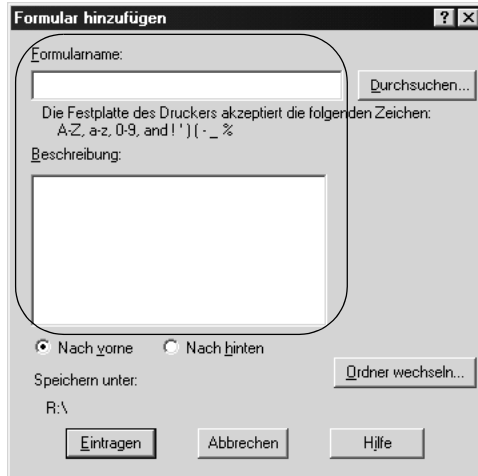 Formular hinzufügen
Formularname:
Durchsuchen...
Die Festplatte des Druckers akzeptiert die folgenden Zeichen:
A-Z, a-z, 0-9, and ! ' ) ( - _ %
Beschreibung:
Nach vorne Nach hinten
Ordner wechseln...
Speichern unter:
R:\
Eintragen Abbrechen Hilfe